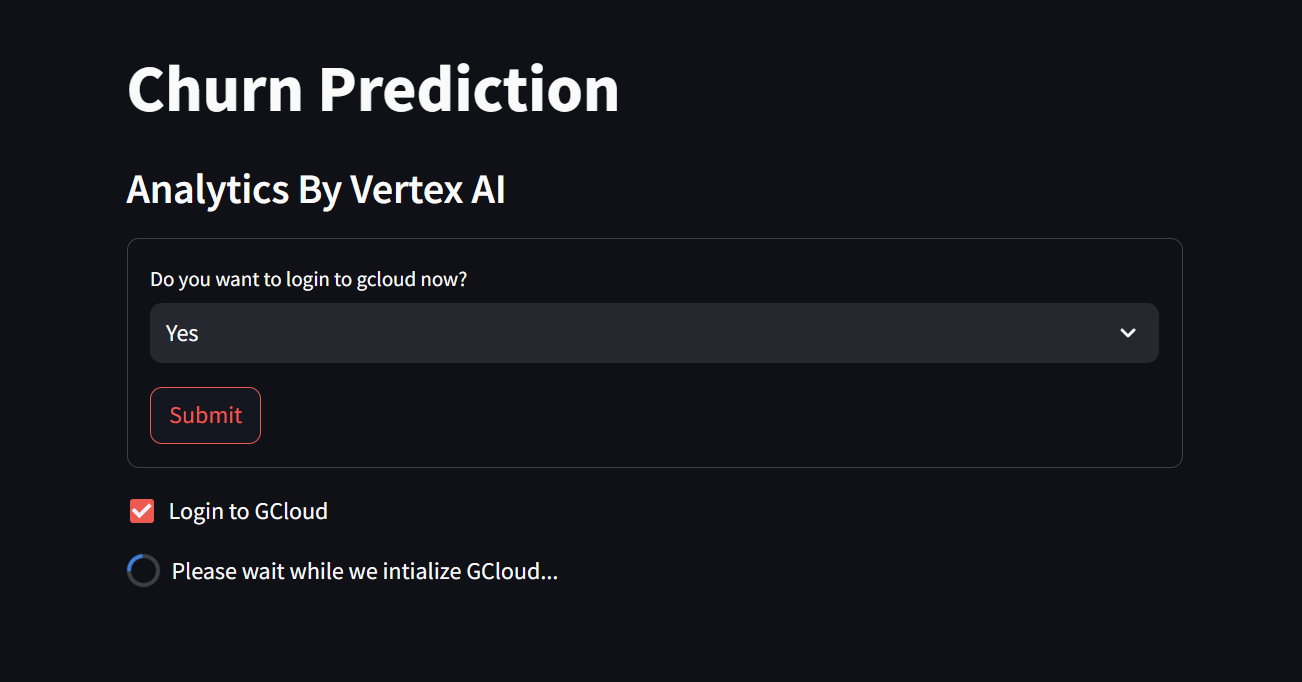 Churn Prediction
Analytics By Vertex AI
Do you want to login to gcloud now?
Yes
Submit
Login to GCloud
Please wait while we intialize GCloud...